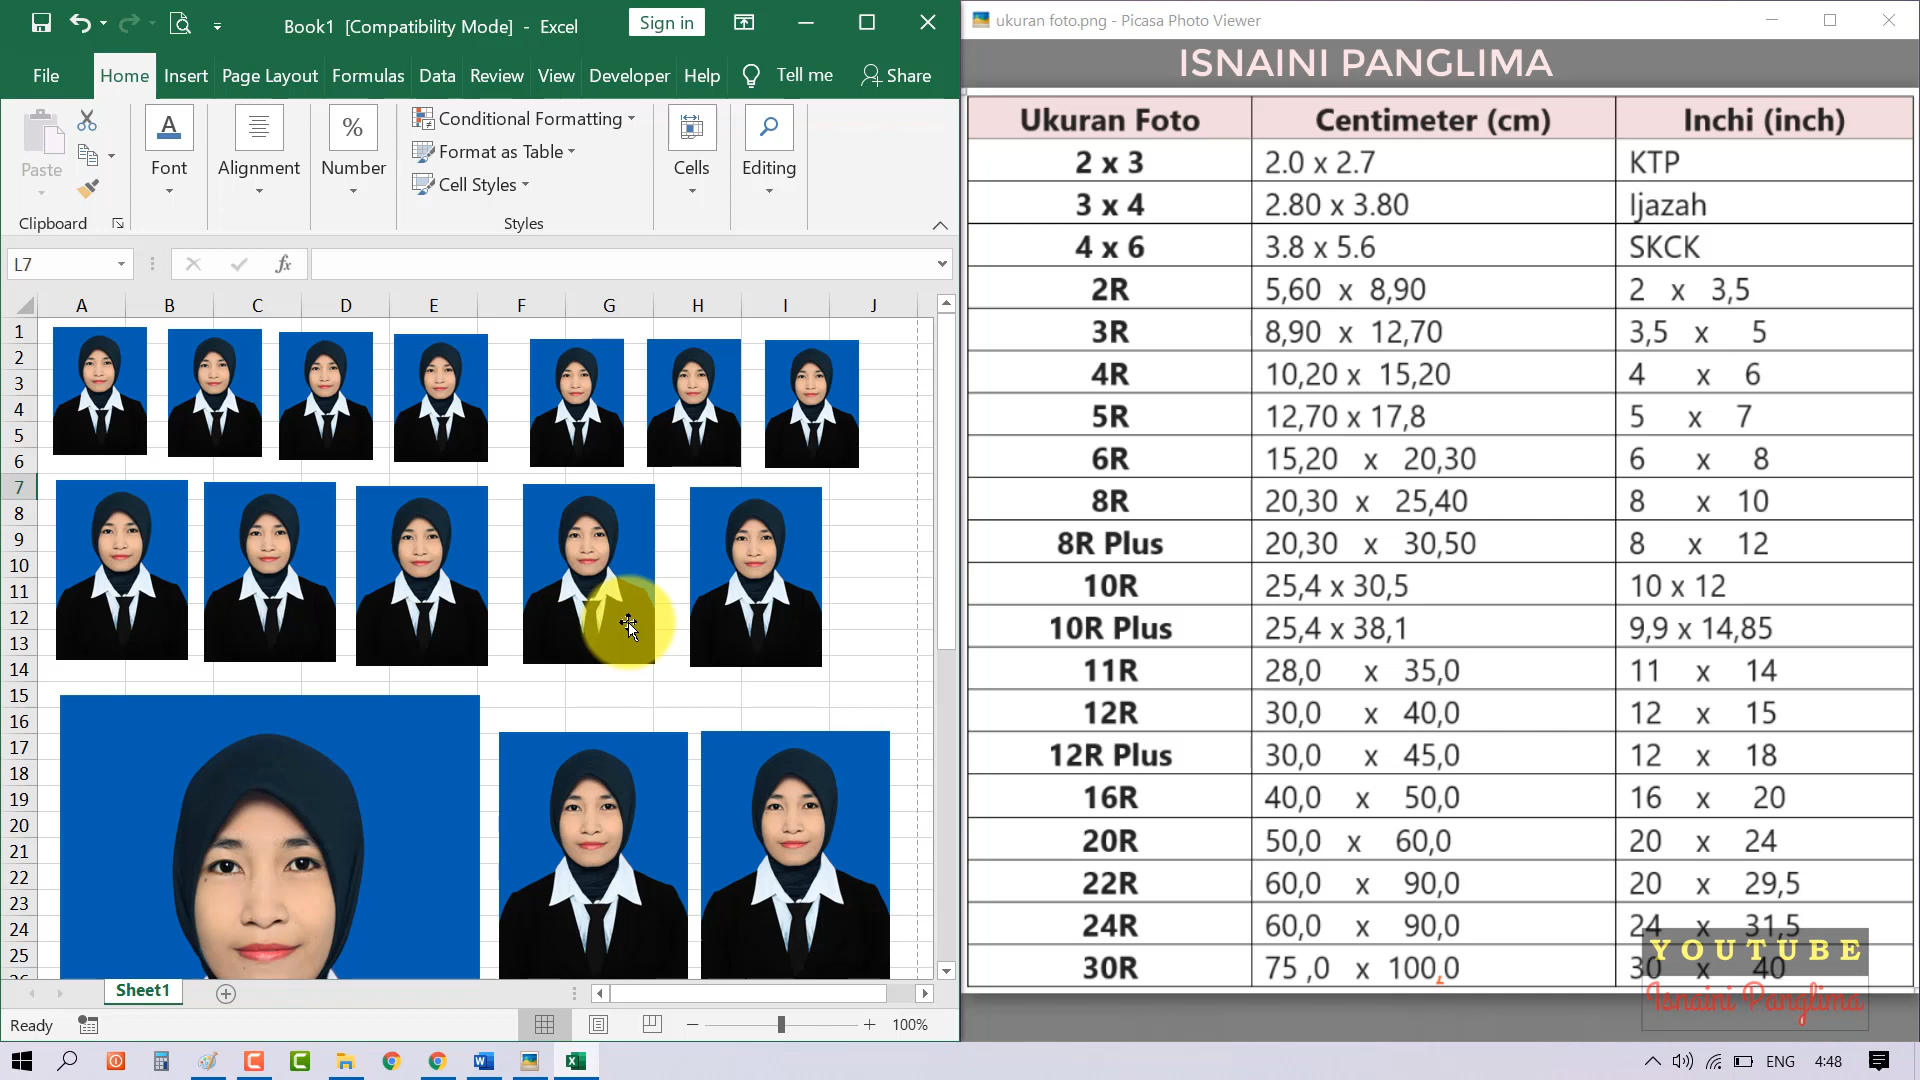 Book1 [Compatibility Mode] - Excel
Sign in
File Home Insert Page Layout Formulas Data Review View Developer Help Tell me Share
Paste
Clipboard
Font
Alignment
Number
Conditional Formatting
Format as Table
Cell Styles
Styles
Cells
Editing
L7
fx
A B C D E F G H I J
1
2
3
4
5
6
7
8
9
10
11
12
13
14
15
16
17
18
19
20
21
22
23
24
25
Sheet1
Ready
100%
ukuran foto.png - Picasa Photo Viewer
ISNAINI PANGLIMA
Ukuran Foto Centimeter (cm) Inchi (inch)
2 x 3 2.0 x 2.7 KTP
3 x 4 2.80 x 3.80 Ijazah
4 x 6 3.8 x 5.6 SKCK
2R 5,60 x 8,90 2 x 3,5
3R 8,90 x 12,70 3,5 x 5
4R 10,20 x 15,20 4 x 6
5R 12,70 x 17,8 5 x 7
6R 15,20 x 20,30 6 x 8
8R 20,30 x 25,40 8 x 10
8R Plus 20,30 x 30,50 8 x 12
10R 25,4 x 30,5 10 x 12
10R Plus 25,4 x 38,1 9,9 x 14,85
11R 28,0 x 35,0 11 x 14
12R 30,0 x 40,0 12 x 15
12R Plus 30,0 x 45,0 12 x 18
16R 40,0 x 50,0 16 x 20
20R 50,0 x 60,0 20 x 24
22R 60,0 x 90,0 20 x 29,5
24R 60,0 x 90,0 24 x 31,5
30R 75 ,0 x 100,0 30 x 40
YOUTUBE
Isnaini Panglima
ENG 4:48